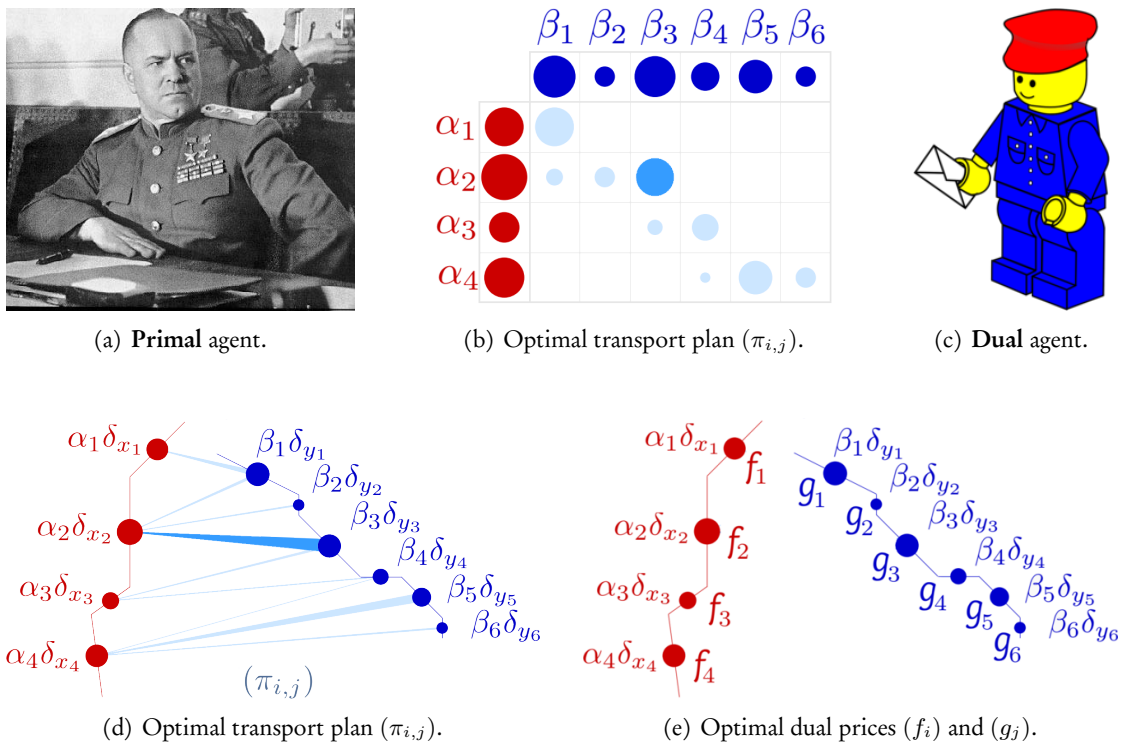 β₁ β₂ β₃ β₄ β₅ β₆
α₁
α₂
α₃
α₄
(a) Primal agent.
(b) Optimal transport plan (πᵢ,ⱼ).
(c) Dual agent.
α₁δₓ₁
α₂δₓ₂
α₃δₓ₃
α₄δₓ₄
β₁δy₁
β₂δy₂
β₃δy₃
β₄δy₄
β₅δy₅
β₆δy₆
(πᵢ,ⱼ)
α₁δₓ₁
f₁
α₂δₓ₂
f₂
α₃δₓ₃
f₃
α₄δₓ₄
f₄
β₁δy₁
g₁
β₂δy₂
g₂
β₃δy₃
g₃
β₄δy₄
g₄
β₅δy₅
g₅
β₆δy₆
g₆
(d) Optimal transport plan (πᵢ,ⱼ).
(e) Optimal dual prices (fᵢ) and (gⱼ).